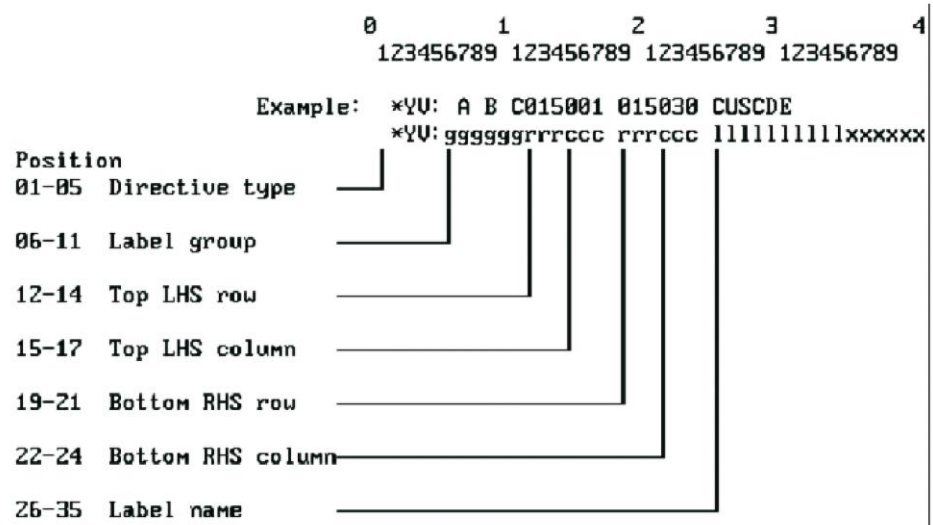 0 1 2 3 4
123456789 123456789 123456789 123456789
Example: *YV: A B C015001 015030 CUSCDE
*YV:ggggggrrrccc rrrccc llllllllllxxxxxx
Position
01-05 Directive type
06-11 Label group
12-14 Top LHS row
15-17 Top LHS column
19-21 Bottom RHS row
22-24 Bottom RHS column
26-35 Label name